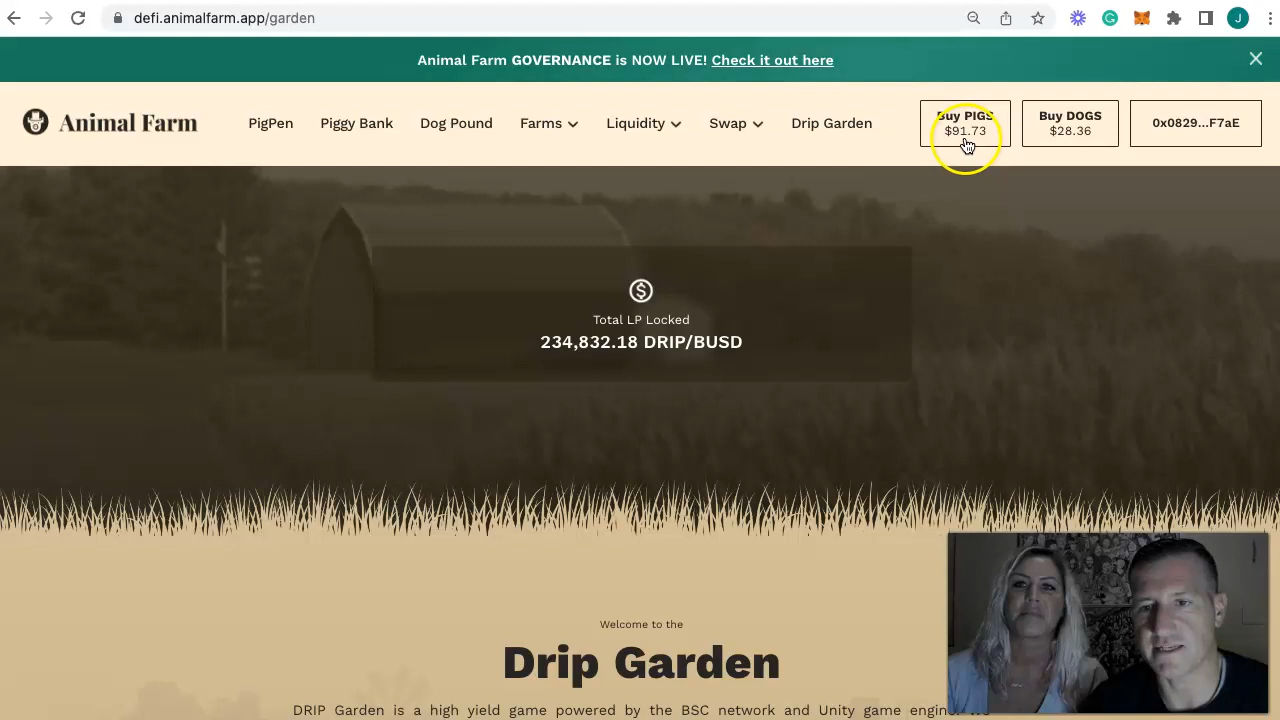 defi.animalfarm.app/garden
J
Animal Farm GOVERNANCE is NOW LIVE! Check it out here
Animal Farm
PigPen
Piggy Bank
Dog Pound
Farms
Liquidity
Swap
Drip Garden
Buy PIGS
$91.73
Buy DOGS
$28.36
0x0829...F7aE
Total LP Locked
234,832.18 DRIP/BUSD
Welcome to the
Drip Garden
DRIP Garden is a high yield game powered by the BSC network and Unity game engine.